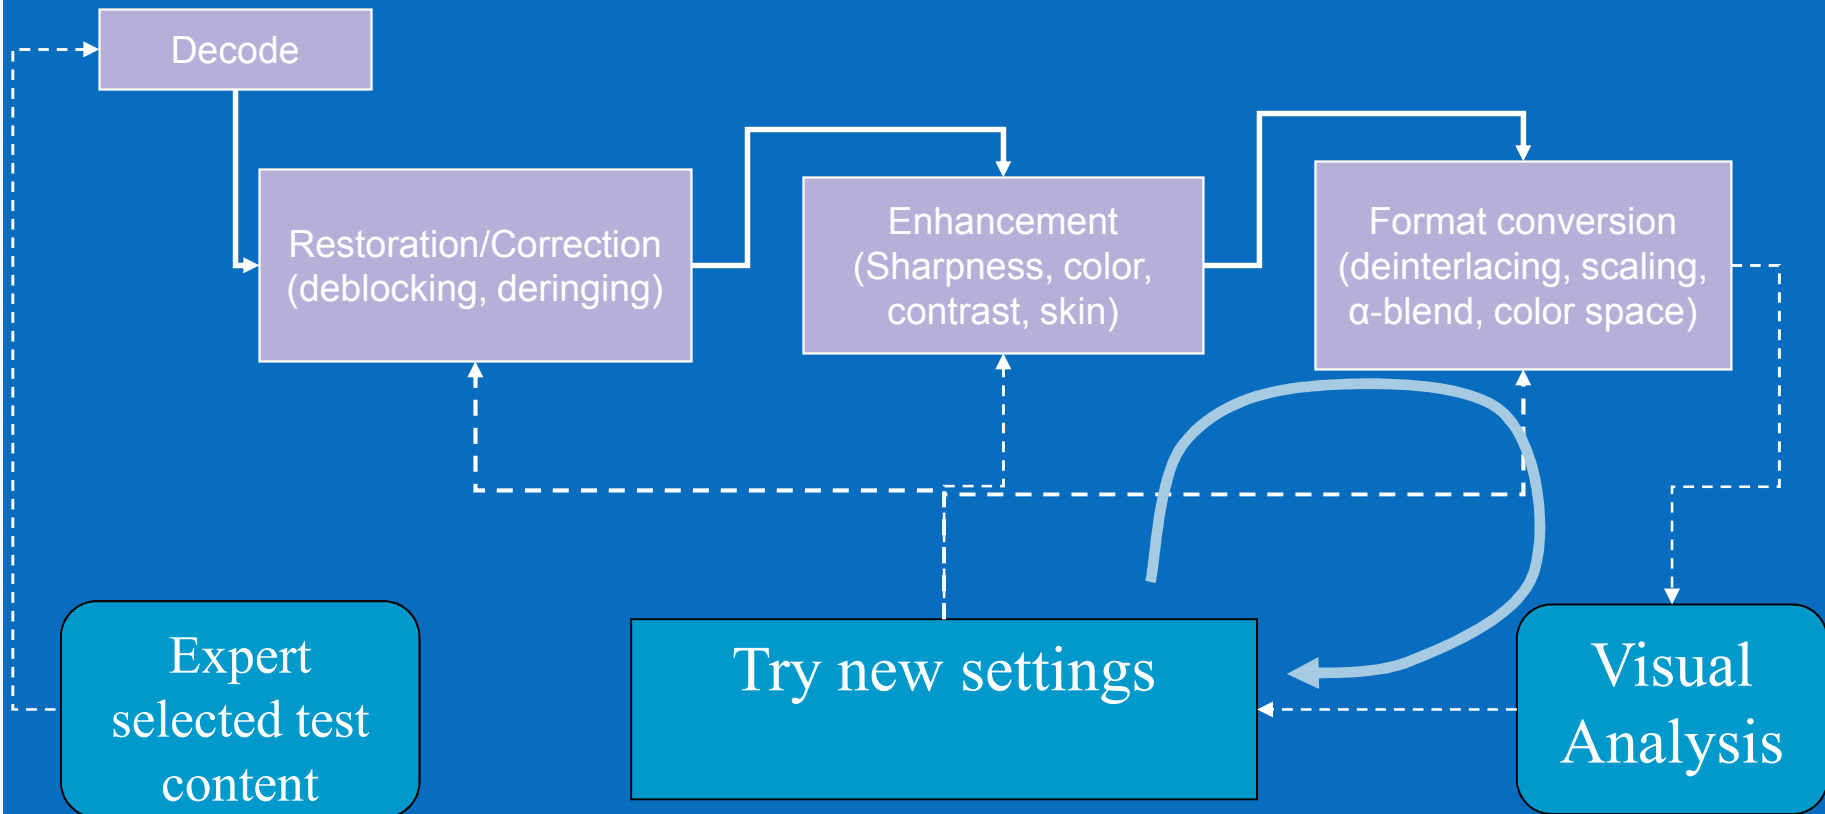 Decode
Restoration/Correction
(deblocking, deringing)
Enhancement
(Sharpness, color,
contrast, skin)
Format conversion
(deinterlacing, scaling,
α-blend, color space)
Expert
selected test
content
Try new settings
Visual
Analysis